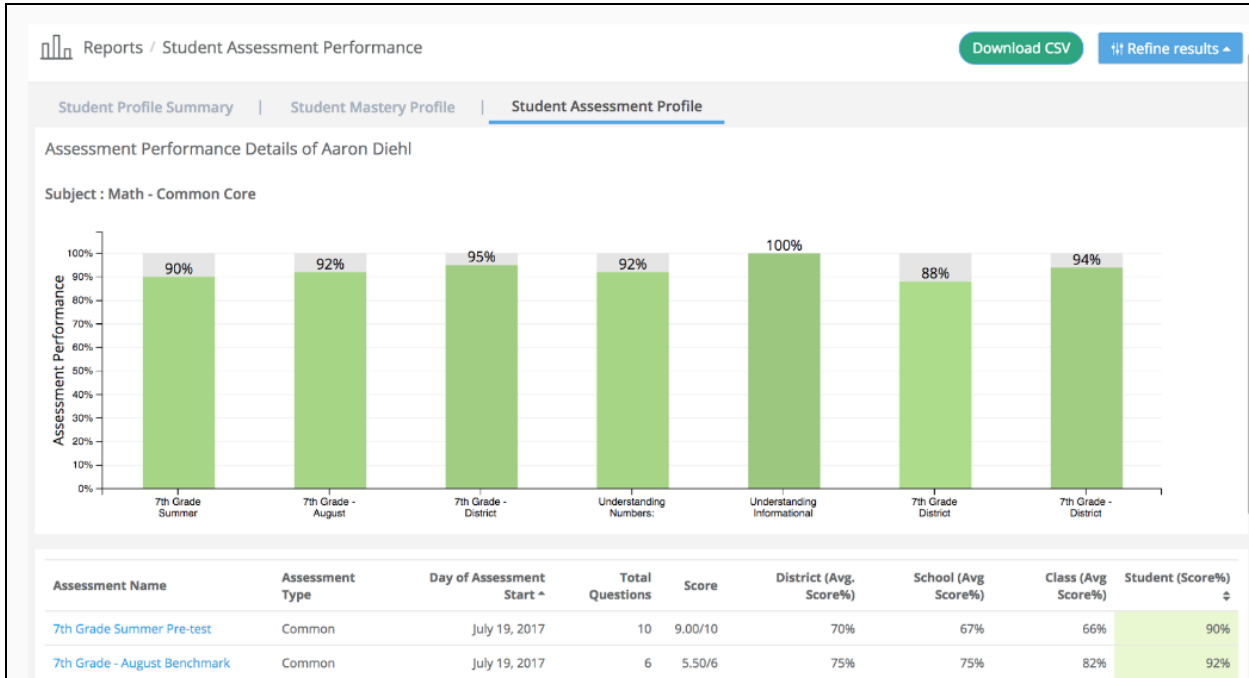 Reports / Student Assessment Performance
Download CSV
Refine results
Student Profile Summary | Student Mastery Profile | Student Assessment Profile
Assessment Performance Details of Aaron Diehl
Subject : Math - Common Core
Assessment Performance
100%
90%
80%
70%
60%
50%
40%
30%
20%
10%
0%
90%
92%
95%
92%
100%
88%
94%
7th Grade Summer
7th Grade - August
7th Grade - District
Understanding Numbers:
Understanding Informational
7th Grade District
7th Grade - District
Assessment Name Assessment Type Day of Assessment Start Total Questions Score District (Avg. Score%) School (Avg Score%) Class (Avg Score%) Student (Score%)
7th Grade Summer Pre-test Common July 19, 2017 10 9.00/10 70% 67% 66% 90%
7th Grade - August Benchmark Common July 19, 2017 6 5.50/6 75% 75% 82% 92%